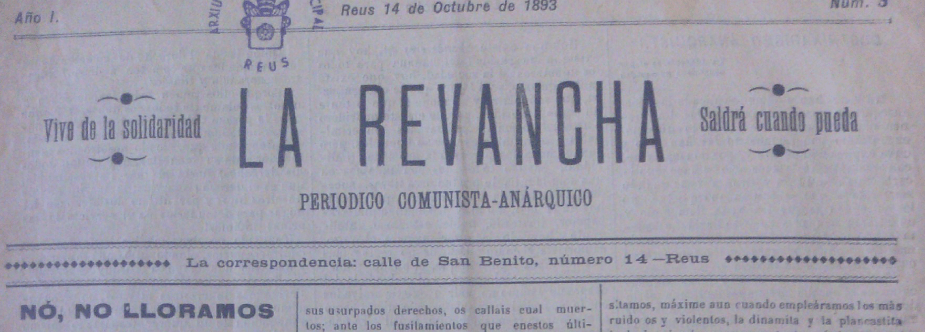 Año I.
Reus 14 de Octubre de 1893
Núm. 3
REUS
Vive de la solidaridad
LA REVANCHA
Saldrá cuando pueda
PERIODICO COMUNISTA-ANÁRQUICO
La correspondencia: calle de San Benito, número 14—Reus
NÓ, NO LLORAMOS
sus usurpados derechos, os callais cual muer-
tos; ante los fusilamientos que enestos últi-
sitamos, máxime aun cuando empleáramos los más
ruido os y violentos, la dinamita y la plancastita